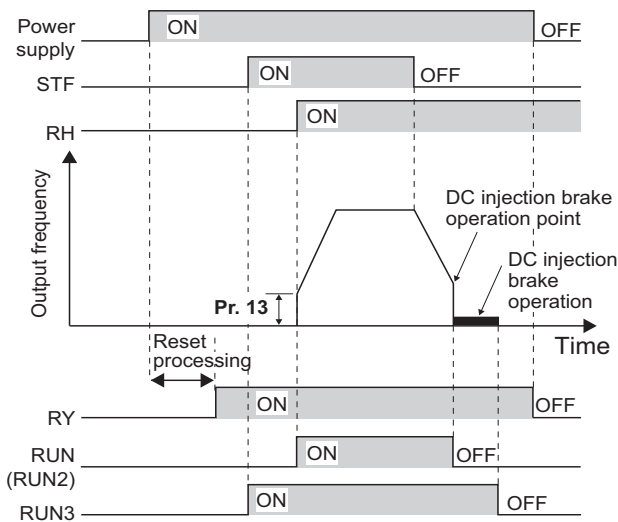 Power
supply
ON
OFF
STF
ON
OFF
RH
ON
Output frequency
Pr. 13
DC injection brake
operation point
DC injection
brake
operation
Time
Reset
processing
RY
ON
OFF
RUN
(RUN2)
ON
OFF
RUN3
ON
OFF